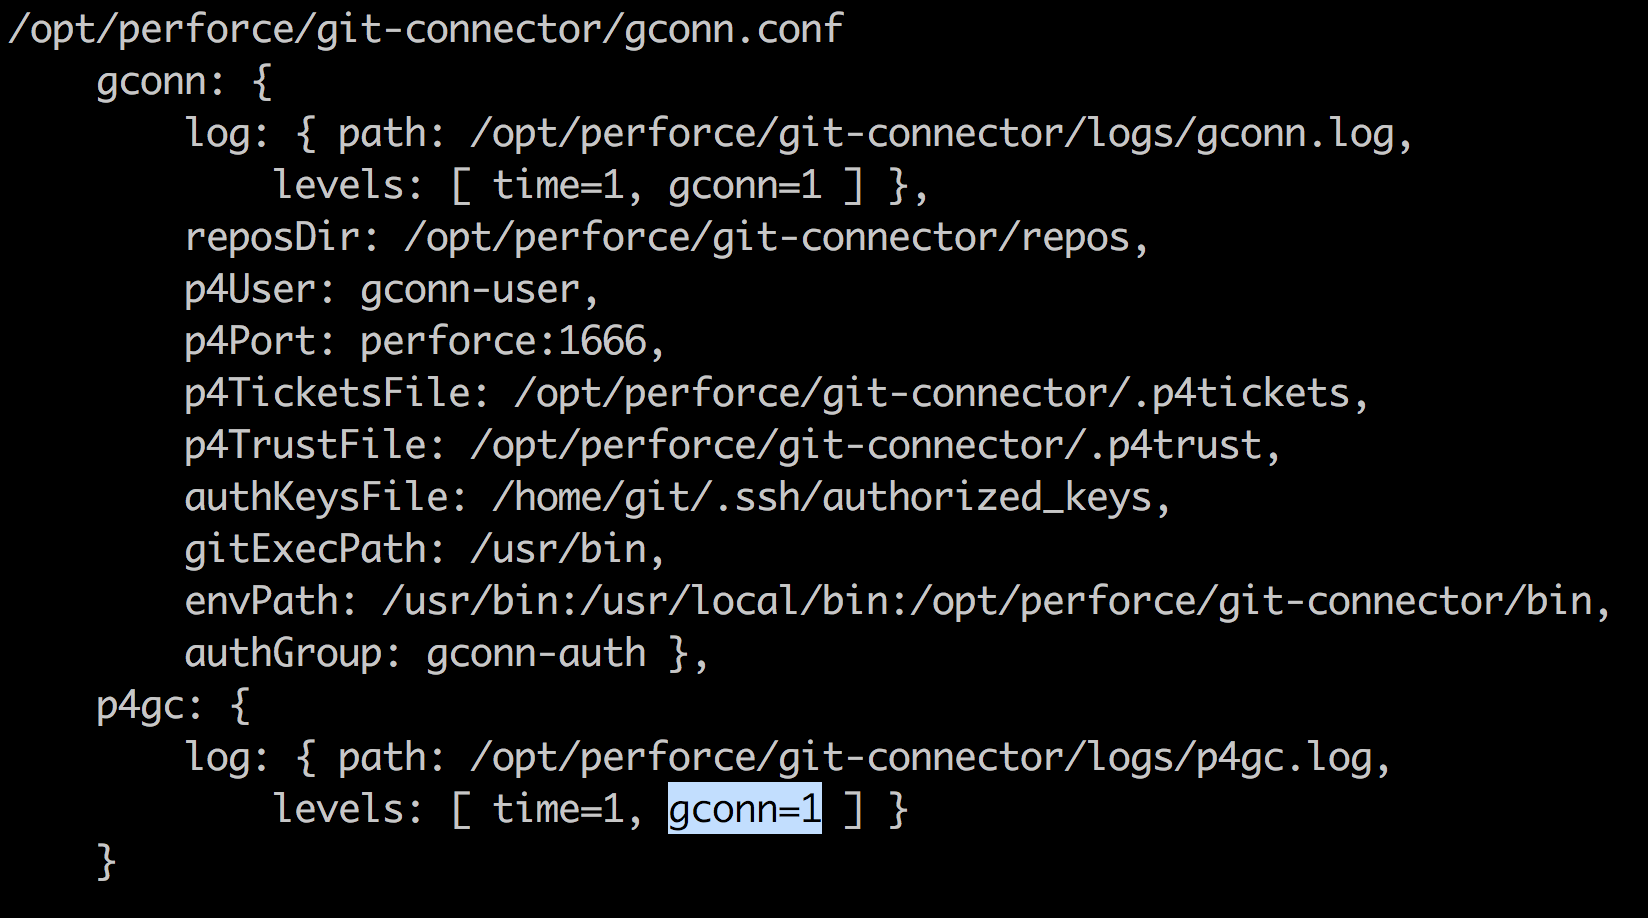 /opt/perforce/git-connector/gconn.conf
gconn: {
log: { path: /opt/perforce/git-connector/logs/gconn.log,
levels: [ time=1, gconn=1 ] },
reposDir: /opt/perforce/git-connector/repos,
p4User: gconn-user,
p4Port: perforce:1666,
p4TicketsFile: /opt/perforce/git-connector/.p4tickets,
p4TrustFile: /opt/perforce/git-connector/.p4trust,
authKeysFile: /home/git/.ssh/authorized_keys,
gitExecPath: /usr/bin,
envPath: /usr/bin:/usr/local/bin:/opt/perforce/git-connector/bin,
authGroup: gconn-auth },
p4gc: {
log: { path: /opt/perforce/git-connector/logs/p4gc.log,
levels: [ time=1, gconn=1 ] }
}